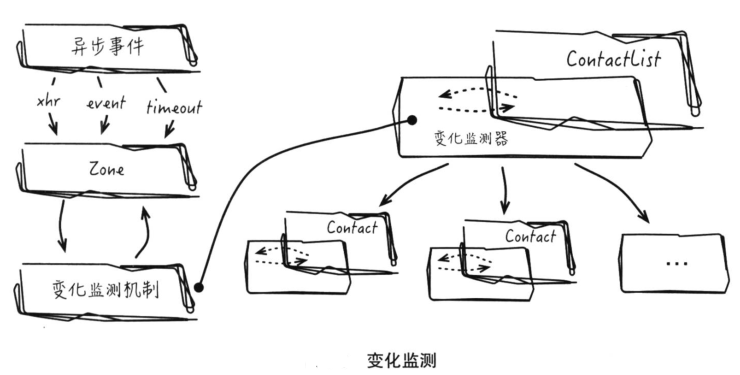 异步事件
xhr event timeout
Zone
变化监测机制
ContactList
变化监测器
Contact
Contact
...
变化监测